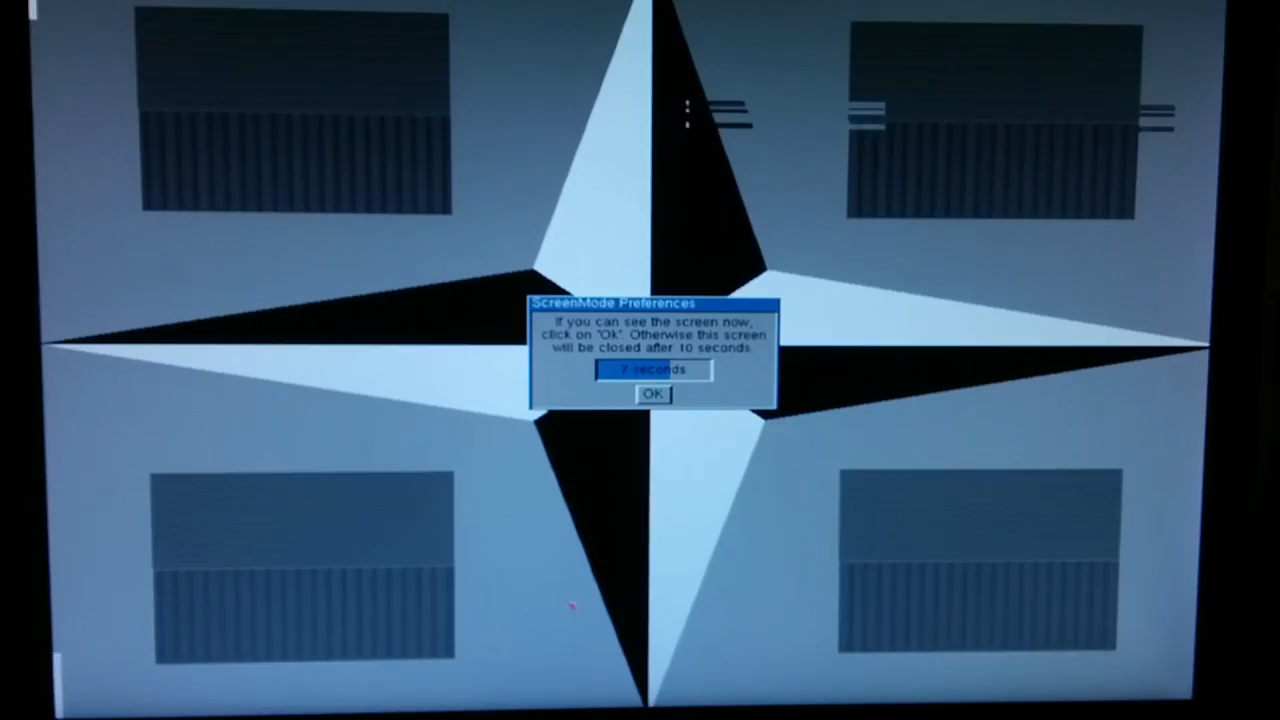 ScreenMode Preferences
If you can see the screen now,
click on "Ok". Otherwise this screen
will be closed after 10 seconds.
7 seconds
OK